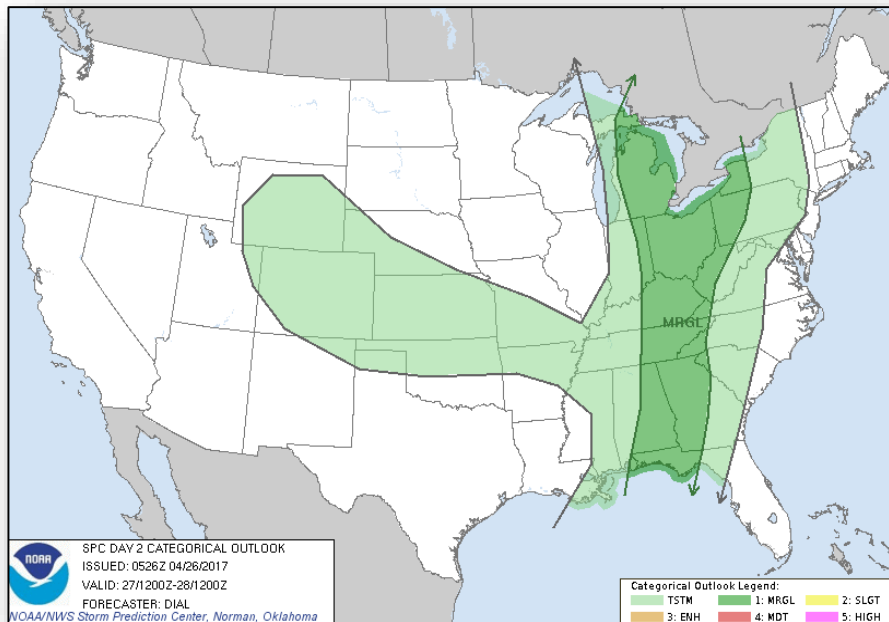 MRGL
NOAA
SPC DAY 2 CATEGORICAL OUTLOOK
ISSUED: 0526Z 04/26/2017
VALID: 27/1200Z-28/1200Z
FORECASTER: DIAL
NOAA/NWS Storm Prediction Center, Norman, Oklahoma
Categorical Outlook Legend:
TSTM 1: MRGL 2: SLGT
3: ENH 4: MDT 5: HIGH